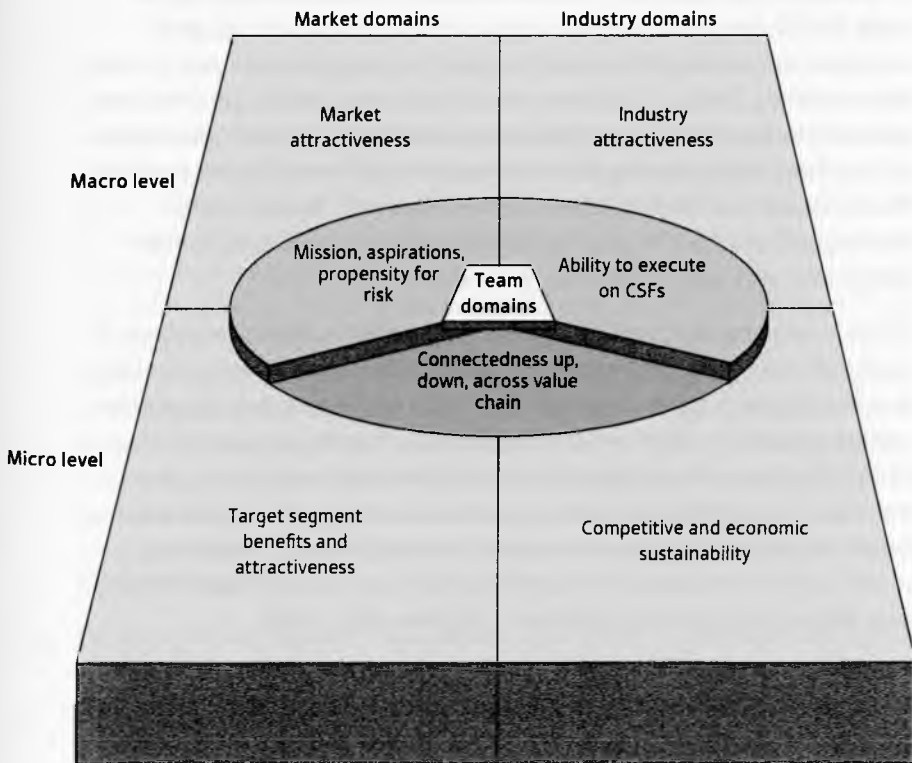 Market domains
Industry domains
Market
attractiveness
Industry
attractiveness
Macro level
Mission, aspirations,
propensity for
risk
Team
domains
Ability to execute
on CSFs
Connectedness up,
down, across value
chain
Micro level
Target segment
benefits and
attractiveness
Competitive and economic
sustainability